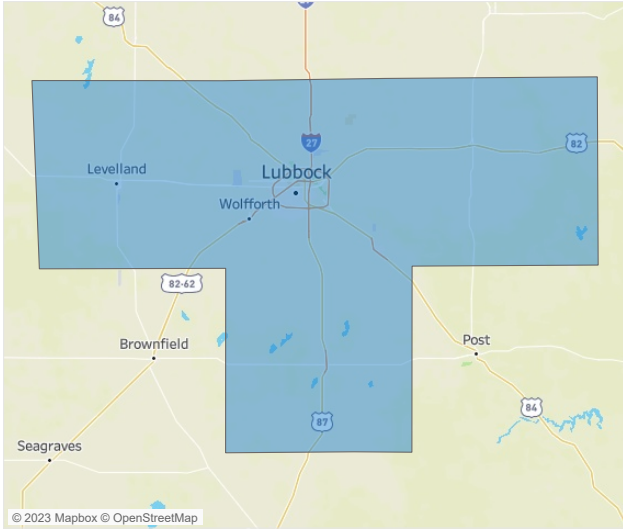 84
27
82
Levelland
Lubbock
Wolfforth
82-62
Brownfield
Post
84
87
Seagraves
© 2023 Mapbox © OpenStreetMap